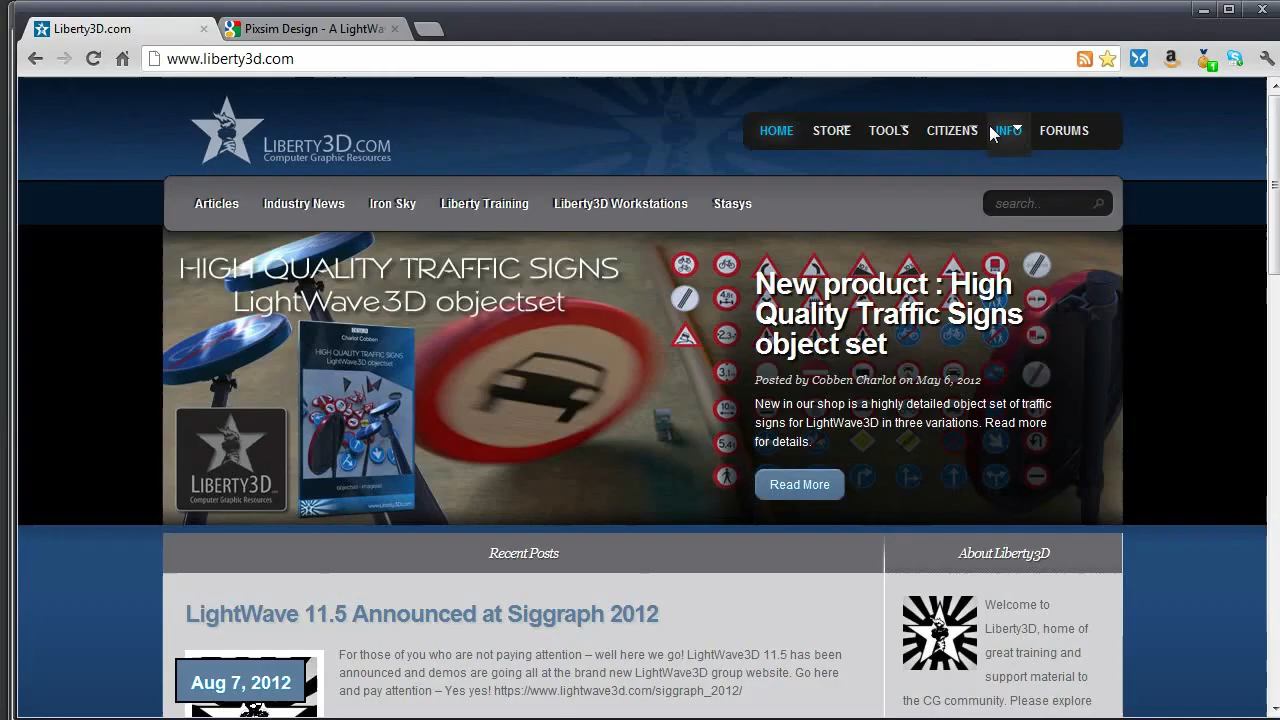 Liberty3D.com
Pixsim Design - A LightWa
www.liberty3d.com
LIBERTY3D.COM
Computer Graphic Resources
HOME STORE TOOLS CITIZENS INFO FORUMS
Articles Industry News Iron Sky Liberty Training Liberty3D Workstations Stasys
search..
HIGH QUALITY TRAFFIC SIGNS
LightWave3D objectset
Charlot Cobben
HIGH QUALITY TRAFFIC SIGNS
LightWave3D objectset
LIBERTY3D
Computer Graphic Resources
www.liberty3D.com
New product : High
Quality Traffic Signs
object set
Posted by Cobben Charlot on May 6, 2012
New in our shop is a highly detailed object set of traffic
signs for LightWave3D in three variations. Read more
for details.
Read More
Recent Posts
About Liberty3D
LightWave 11.5 Announced at Siggraph 2012
Aug 7, 2012
For those of you who are not paying attention – well here we go! LightWave3D 11.5 has been
announced and demos are going all at the brand new LightWave3D group website. Go here
and pay attention – Yes yes! https://www.lightwave3d.com/siggraph_2012/
Welcome to
Liberty3D, home of
great training and
support material to
the CG community. Please explore